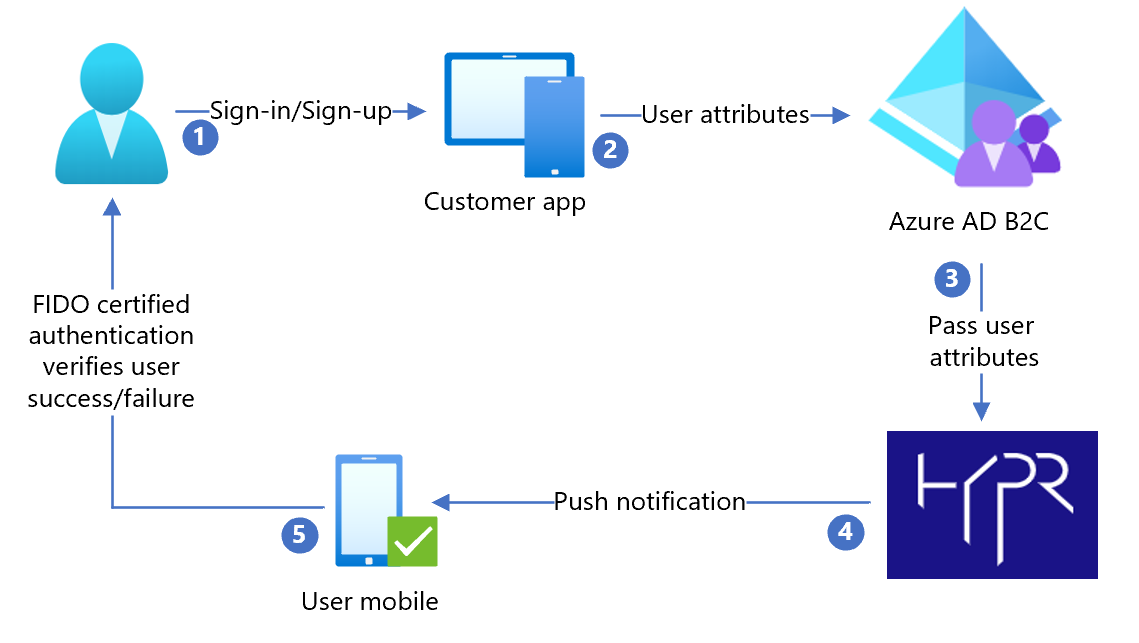 Sign-in/Sign-up
1
User attributes
2
Customer app
Azure AD B2C
3
Pass user
attributes
HYPR
4
Push notification
5
User mobile
FIDO certified
authentication
verifies user
success/failure